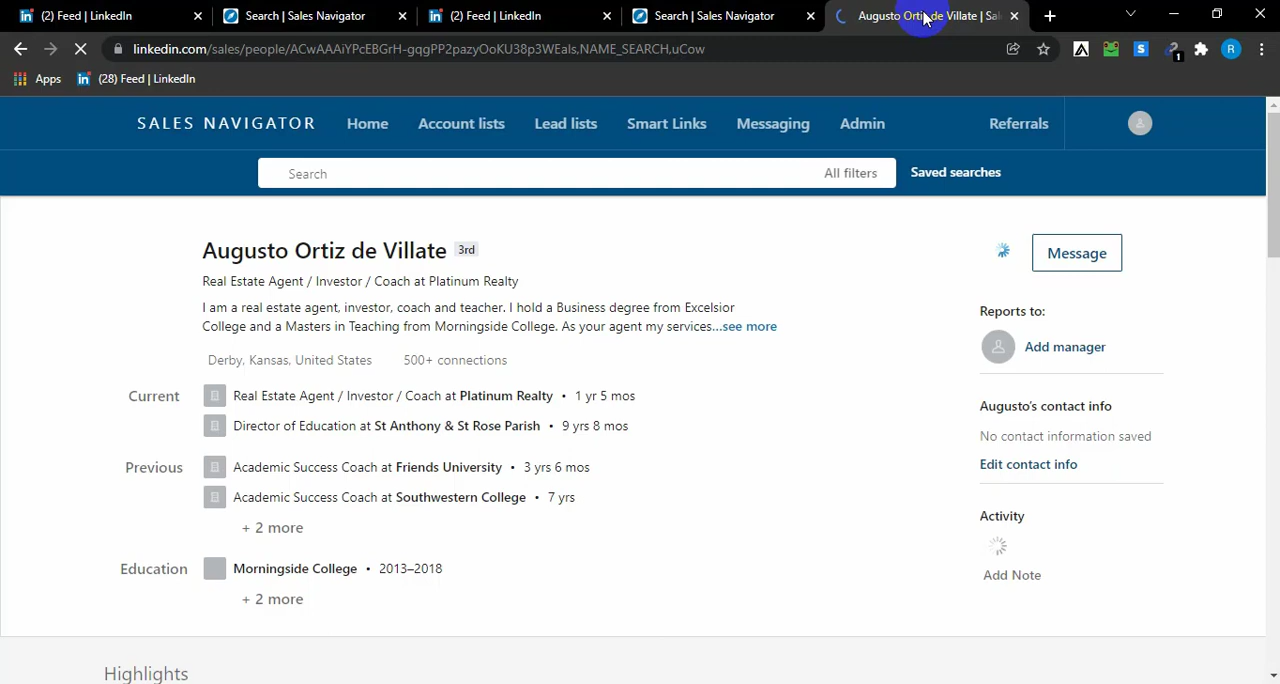 (2) Feed | LinkedIn
Search | Sales Navigator
(2) Feed | LinkedIn
Search | Sales Navigator
Augusto Ortiz de Villate | Sal
linkedin.com/sales/people/ACwAAAiYPcEBGrH-gqgPP2pazyOoKU38p3WEals,NAME_SEARCH,uCow
1
R
Apps
(28) Feed | LinkedIn
SALES NAVIGATOR
Home
Account lists
Lead lists
Smart Links
Messaging
Admin
Referrals
Search
All filters
Saved searches
Augusto Ortiz de Villate 3rd
Real Estate Agent / Investor / Coach at Platinum Realty
I am a real estate agent, investor, coach and teacher. I hold a Business degree from Excelsior
College and a Masters in Teaching from Morningside College. As your agent my services...see more
Derby, Kansas, United States 500+ connections
Current
Real Estate Agent / Investor / Coach at Platinum Realty • 1 yr 5 mos
Director of Education at St Anthony & St Rose Parish • 9 yrs 8 mos
Previous
Academic Success Coach at Friends University • 3 yrs 6 mos
Academic Success Coach at Southwestern College • 7 yrs
+ 2 more
Education
Morningside College • 2013–2018
+ 2 more
Message
Reports to:
Add manager
Augusto's contact info
No contact information saved
Edit contact info
Activity
Add Note
Highlights